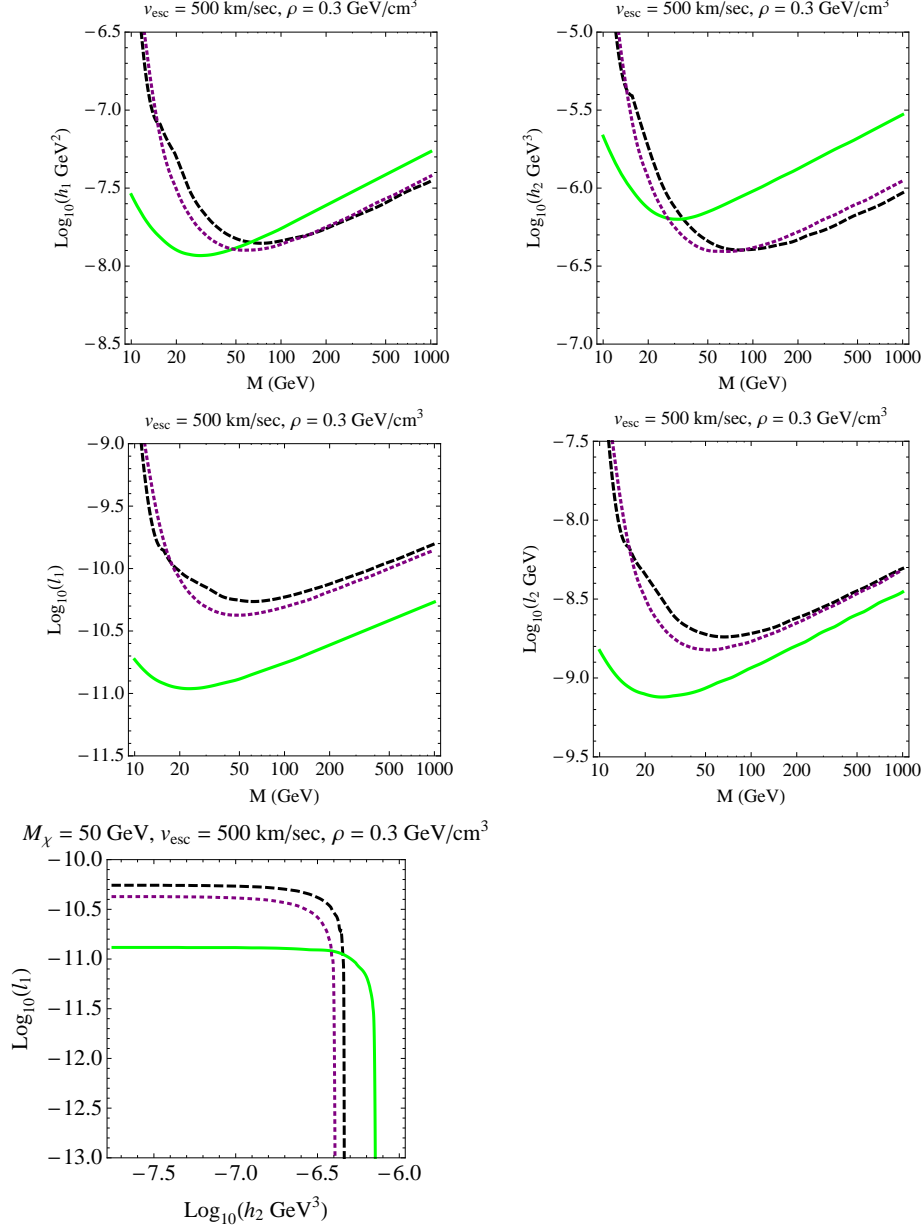 v_esc = 500 km/sec, ρ = 0.3 GeV/cm³
−6.5
−7.0
−7.5
−8.0
−8.5
Log₁₀(h₁ GeV²)
10 20 50 100 200 500 1000
M (GeV)
v_esc = 500 km/sec, ρ = 0.3 GeV/cm³
−5.0
−5.5
−6.0
−6.5
−7.0
Log₁₀(h₂ GeV³)
10 20 50 100 200 500 1000
M (GeV)
v_esc = 500 km/sec, ρ = 0.3 GeV/cm³
−9.0
−9.5
−10.0
−10.5
−11.0
−11.5
Log₁₀(l₁)
10 20 50 100 200 500 1000
M (GeV)
v_esc = 500 km/sec, ρ = 0.3 GeV/cm³
−7.5
−8.0
−8.5
−9.0
−9.5
Log₁₀(l₂ GeV)
10 20 50 100 200 500 1000
M (GeV)
M_χ = 50 GeV, v_esc = 500 km/sec, ρ = 0.3 GeV/cm³
−10.0
−10.5
−11.0
−11.5
−12.0
−12.5
−13.0
Log₁₀(l₁)
−7.5 −7.0 −6.5 −6.0
Log₁₀(h₂ GeV³)